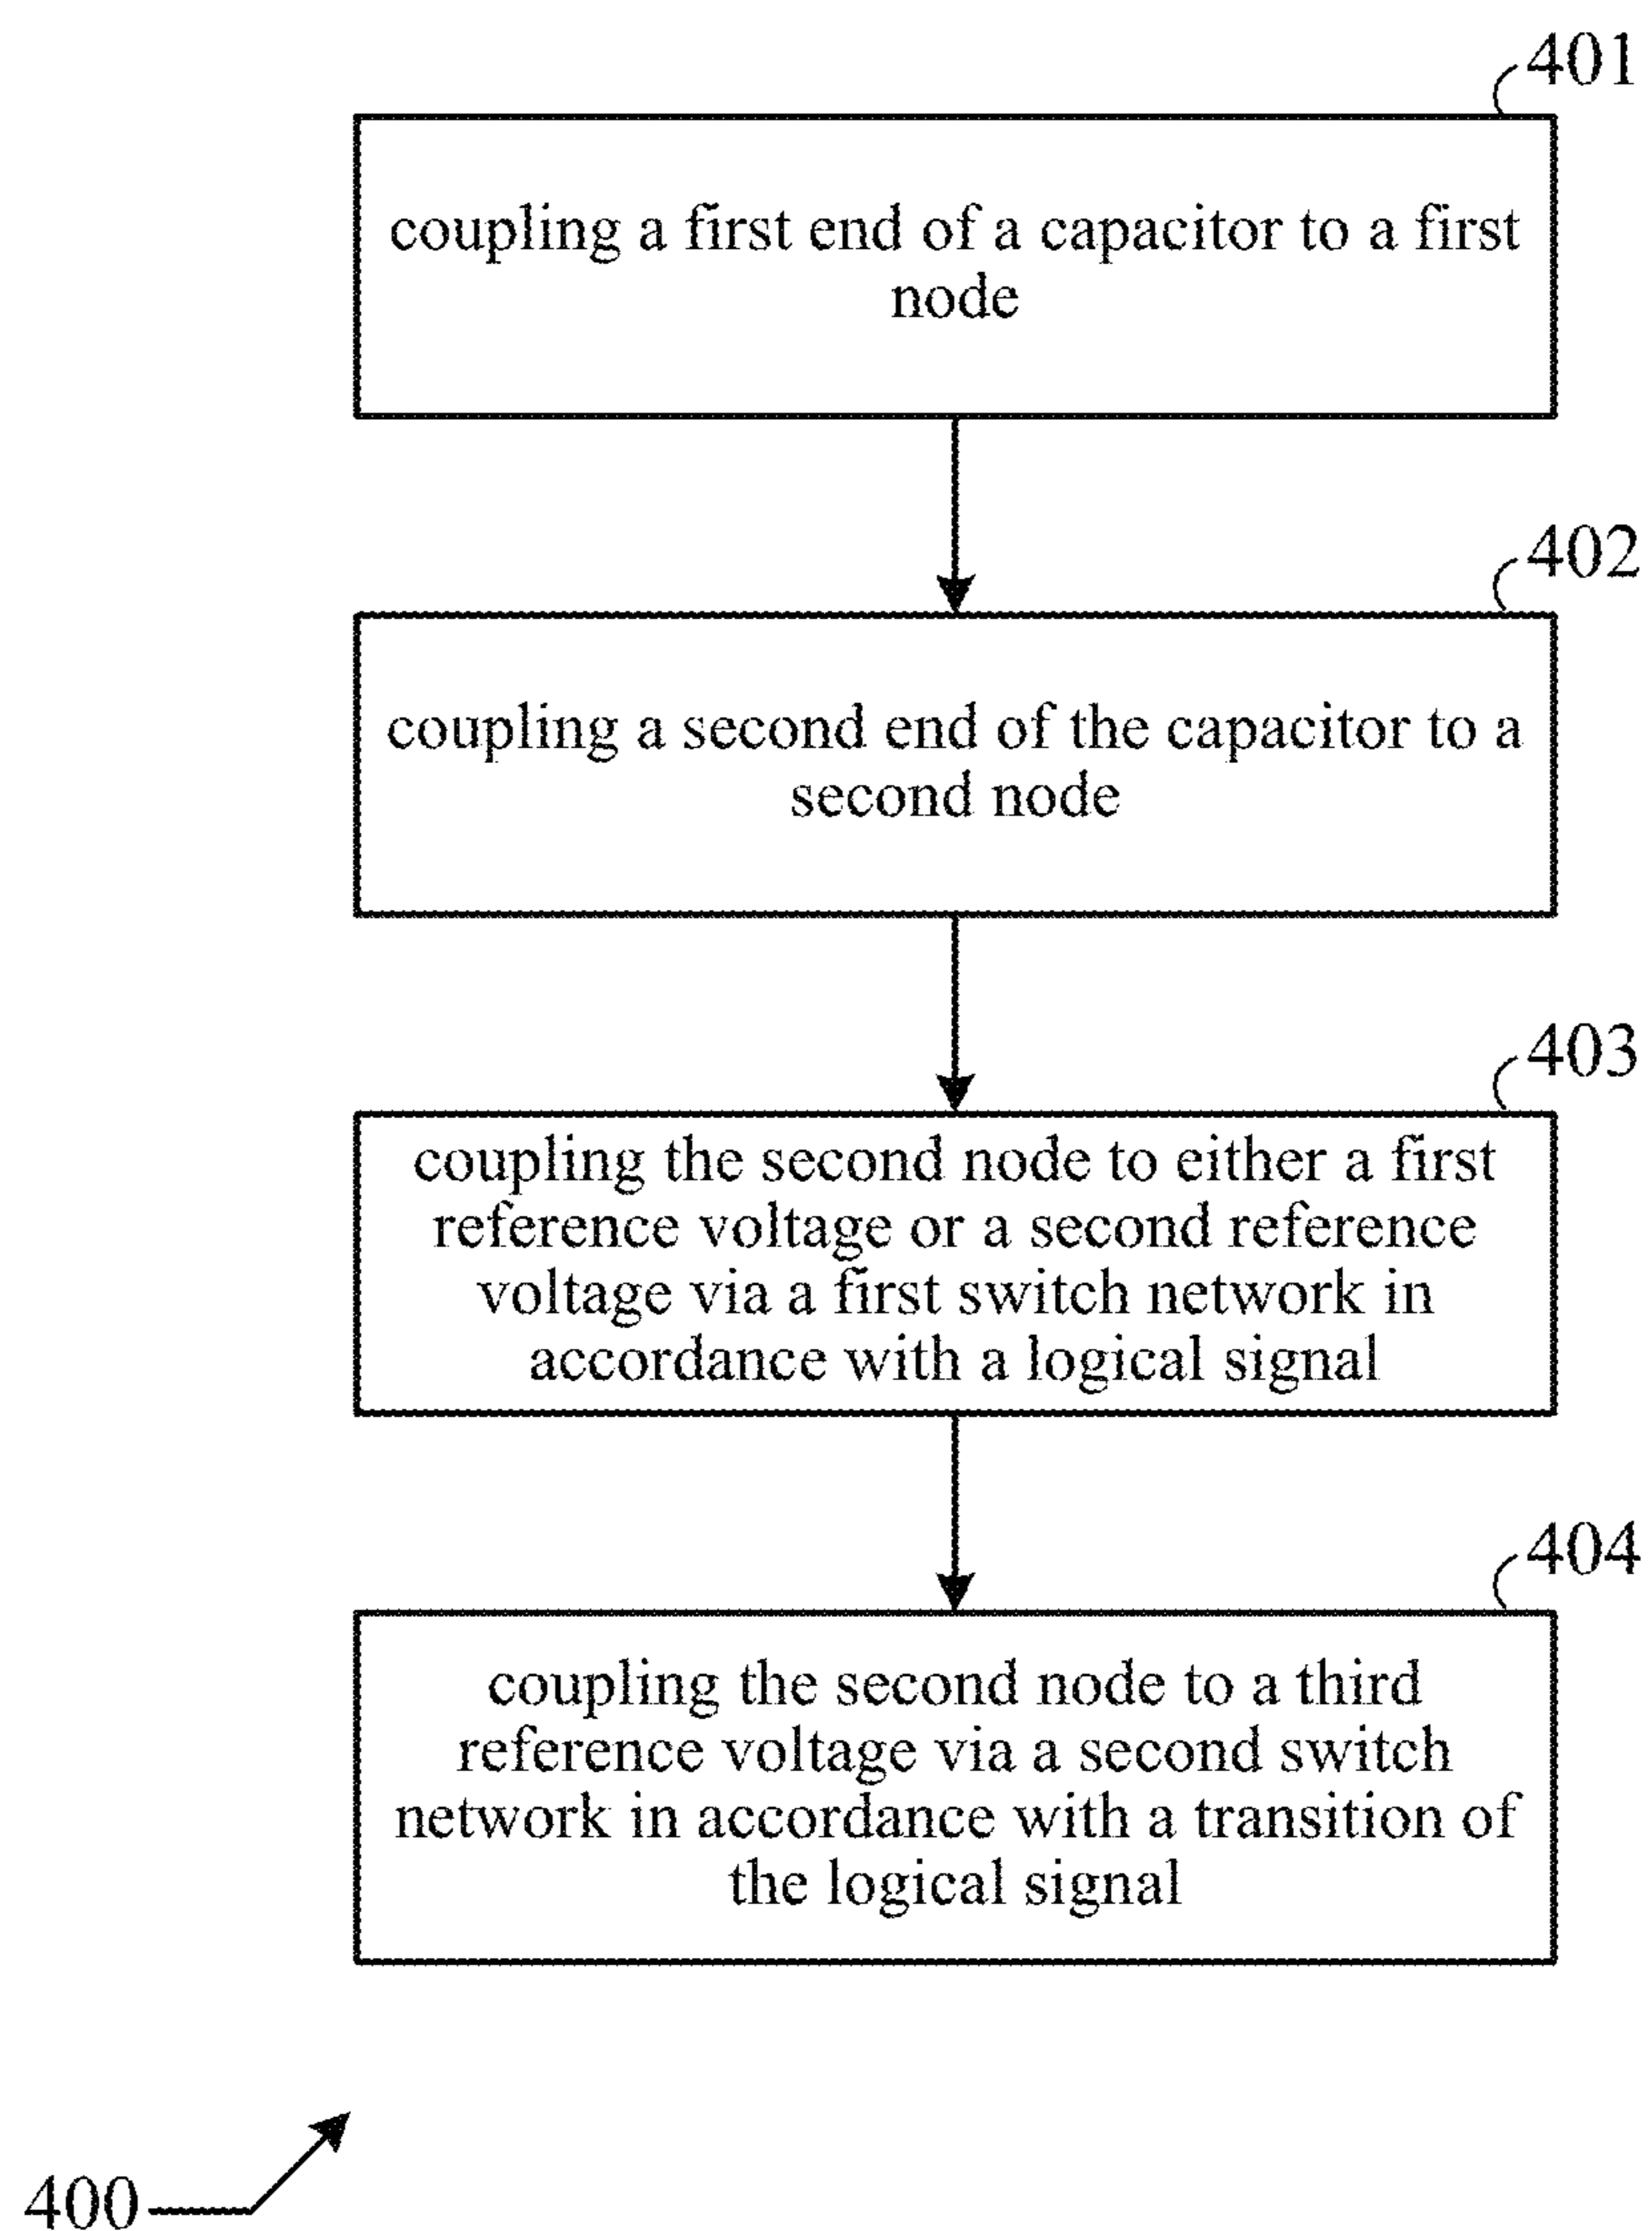 401
coupling a first end of a capacitor to a first
node
402
coupling a second end of the capacitor to a
second node
403
coupling the second node to either a first
reference voltage or a second reference
voltage via a first switch network in
accordance with a logical signal
404
coupling the second node to a third
reference voltage via a second switch
network in accordance with a transition of
the logical signal
400